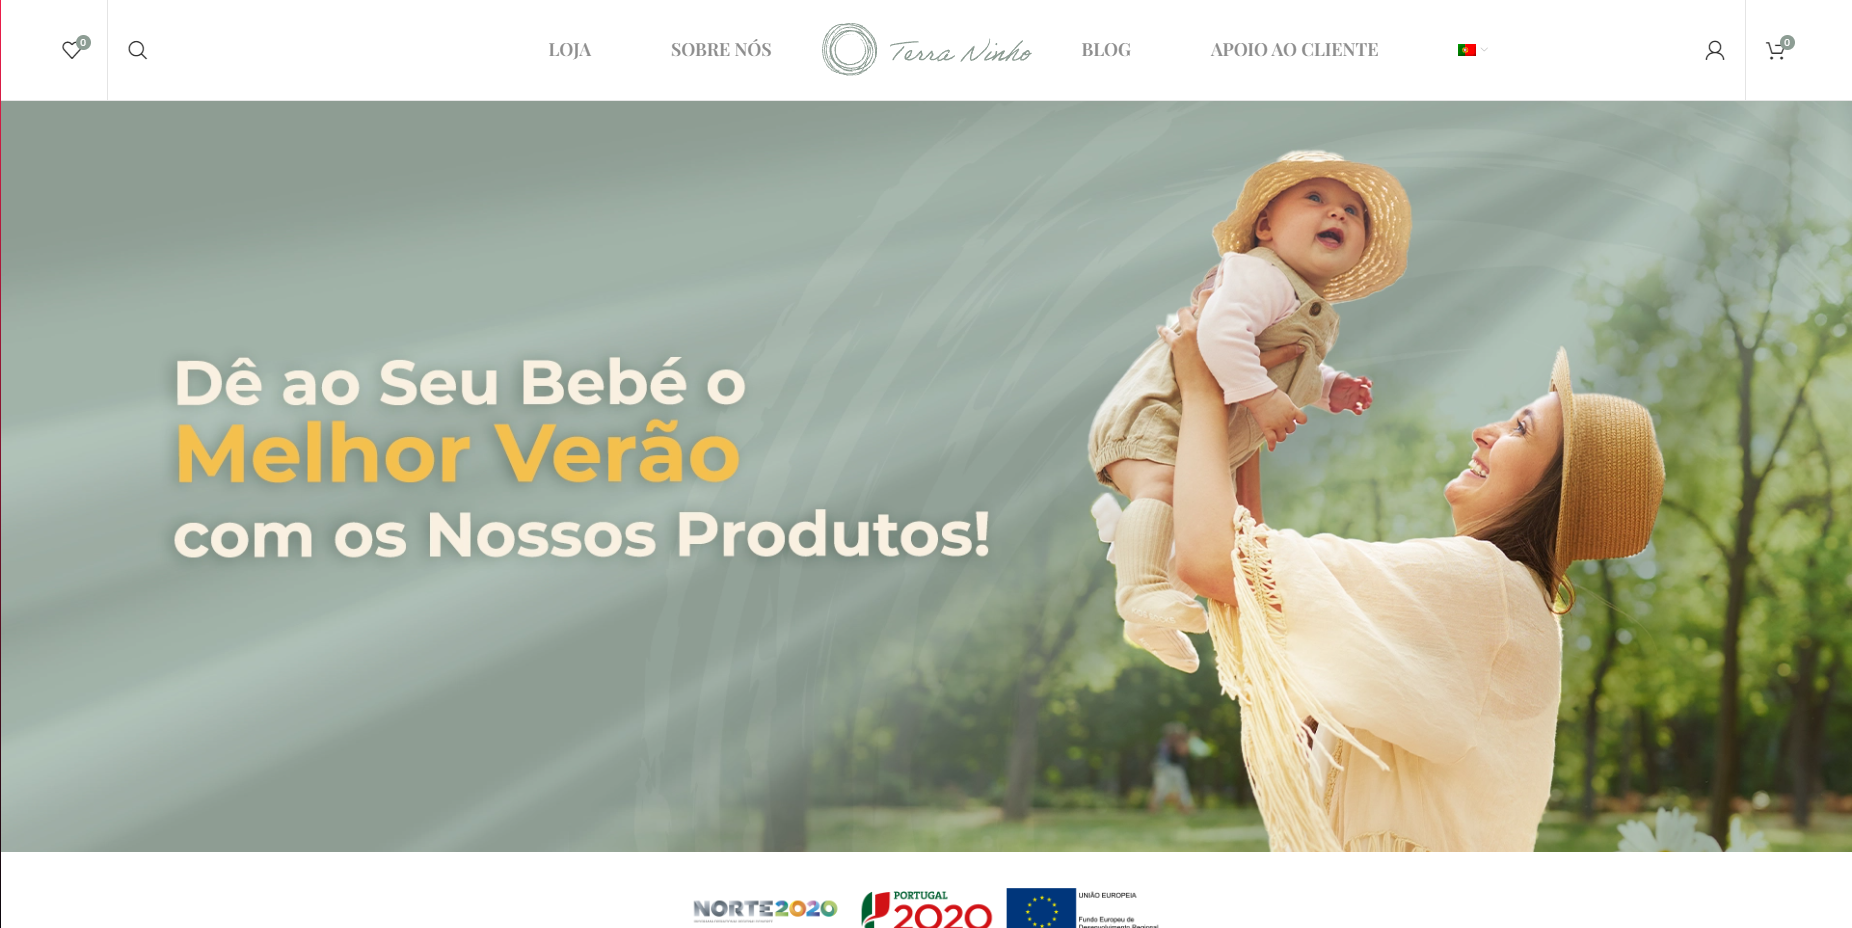 0
LOJA
SOBRE NÓS
Terra Ninho
BLOG
APOIO AO CLIENTE
0
Dê ao Seu Bebé o
Melhor Verão
com os Nossos Produtos!
NORTE2020
PORTUGAL
2020
UNIÃO EUROPEIA
Fundo Europeu de
Desenvolvimento Regional